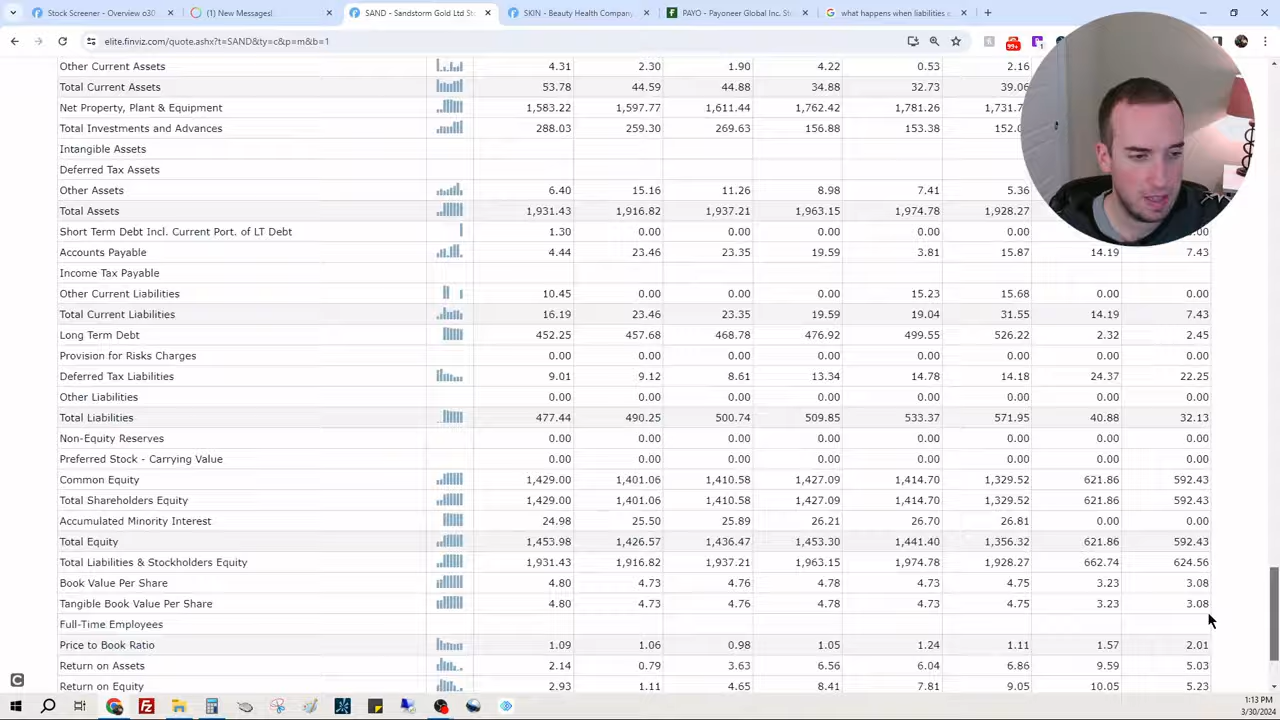 Stock Screener - Overview o30
(1) New Messages!
SAND - Sandstorm Gold Ltd St
SKIN - Beauty Health Company
PAYO - Payoneer Global Inc. St
what happens when liabilities
elite.finviz.com/quote.ashx?t=SAND&ty=c&p=m&b=1
99+
Other Current Assets 4.31 2.30 1.90 4.22 0.53 2.16
Total Current Assets 53.78 44.59 44.88 34.88 32.73 39.06
Net Property, Plant & Equipment 1,583.22 1,597.77 1,611.44 1,762.42 1,781.26 1,731.7
Total Investments and Advances 288.03 259.30 269.63 156.88 153.38 152.0
Intangible Assets
Deferred Tax Assets
Other Assets 6.40 15.16 11.26 8.98 7.41 5.36
Total Assets 1,931.43 1,916.82 1,937.21 1,963.15 1,974.78 1,928.27
Short Term Debt Incl. Current Port. of LT Debt 1.30 0.00 0.00 0.00 0.00 0.00 .00
Accounts Payable 4.44 23.46 23.35 19.59 3.81 15.87 14.19 7.43
Income Tax Payable
Other Current Liabilities 10.45 0.00 0.00 0.00 15.23 15.68 0.00 0.00
Total Current Liabilities 16.19 23.46 23.35 19.59 19.04 31.55 14.19 7.43
Long Term Debt 452.25 457.68 468.78 476.92 499.55 526.22 2.32 2.45
Provision for Risks Charges 0.00 0.00 0.00 0.00 0.00 0.00 0.00 0.00
Deferred Tax Liabilities 9.01 9.12 8.61 13.34 14.78 14.18 24.37 22.25
Other Liabilities 0.00 0.00 0.00 0.00 0.00 0.00 0.00 0.00
Total Liabilities 477.44 490.25 500.74 509.85 533.37 571.95 40.88 32.13
Non-Equity Reserves 0.00 0.00 0.00 0.00 0.00 0.00 0.00 0.00
Preferred Stock - Carrying Value 0.00 0.00 0.00 0.00 0.00 0.00 0.00 0.00
Common Equity 1,429.00 1,401.06 1,410.58 1,427.09 1,414.70 1,329.52 621.86 592.43
Total Shareholders Equity 1,429.00 1,401.06 1,410.58 1,427.09 1,414.70 1,329.52 621.86 592.43
Accumulated Minority Interest 24.98 25.50 25.89 26.21 26.70 26.81 0.00 0.00
Total Equity 1,453.98 1,426.57 1,436.47 1,453.30 1,441.40 1,356.32 621.86 592.43
Total Liabilities & Stockholders Equity 1,931.43 1,916.82 1,937.21 1,963.15 1,974.78 1,928.27 662.74 624.56
Book Value Per Share 4.80 4.73 4.76 4.78 4.73 4.75 3.23 3.08
Tangible Book Value Per Share 4.80 4.73 4.76 4.78 4.73 4.75 3.23 3.08
Full-Time Employees
Price to Book Ratio 1.09 1.06 0.98 1.05 1.24 1.11 1.57 2.01
Return on Assets 2.14 0.79 3.63 6.56 6.04 6.86 9.59 5.03
Return on Equity 2.93 1.11 4.65 8.41 7.81 9.05 10.05 5.23
1:13 PM
3/30/2024